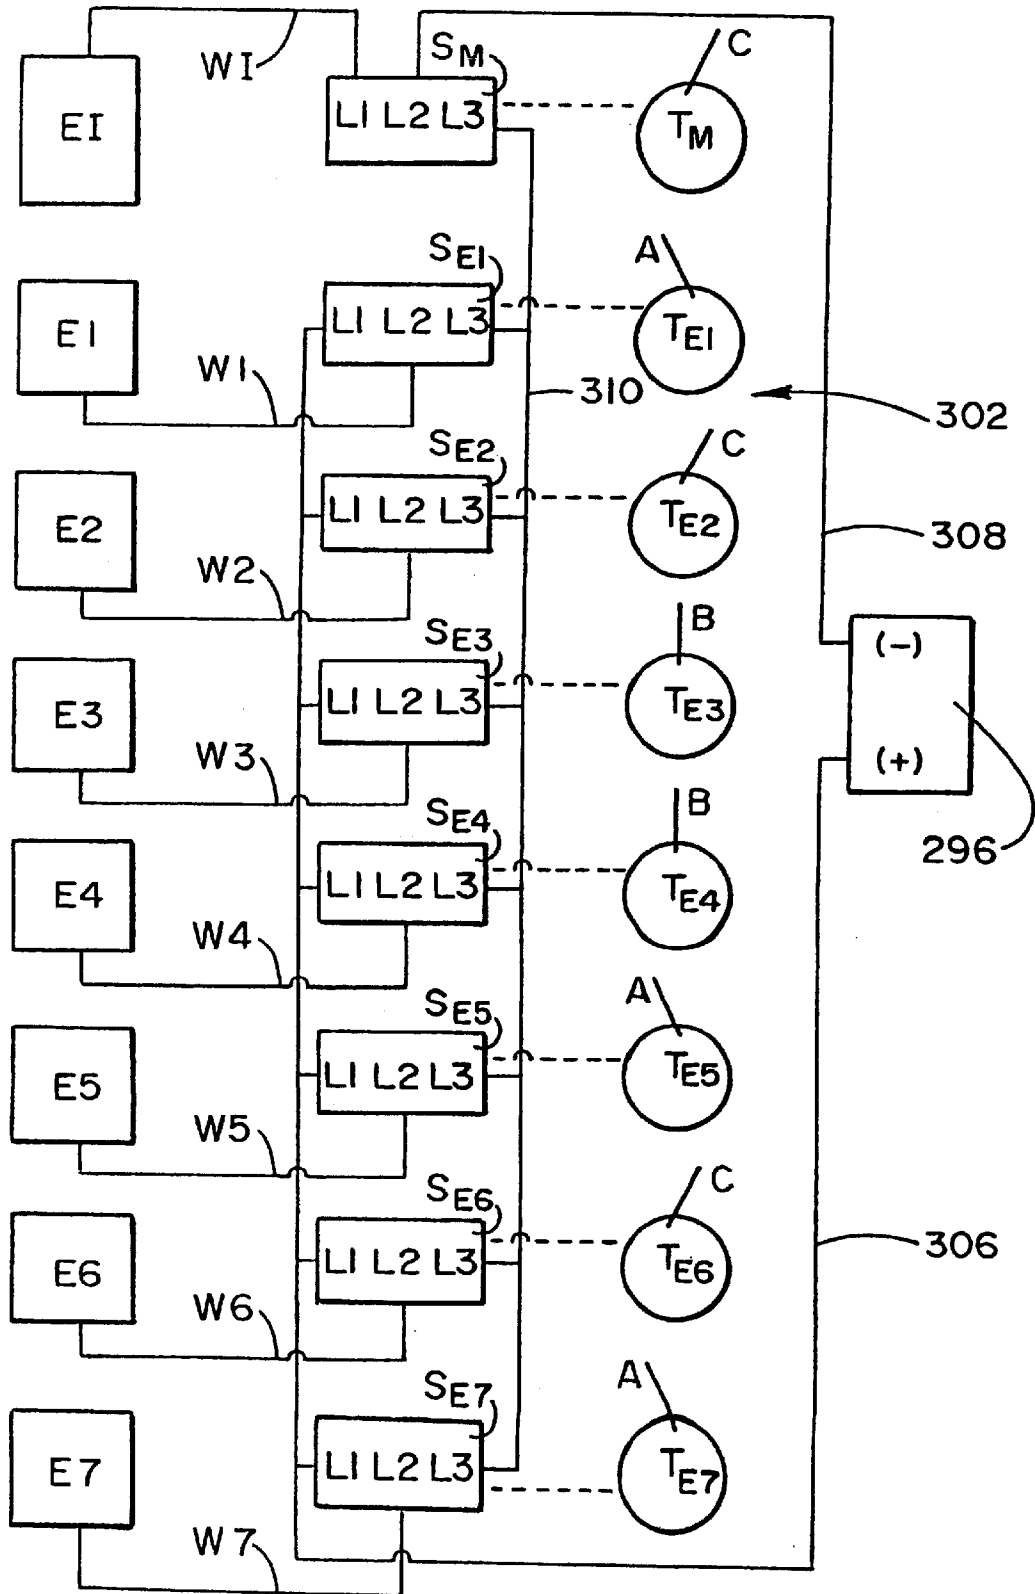 WI
SM
C
EI
L1 L2 L3
TM
SE1
A
E1
L1 L2 L3
TE1
W1
310
302
SE2
C
E2
L1 L2 L3
TE2
308
W2
SE3
B
(-)
E3
L1 L2 L3
TE3
W3
(+)
SE4
B
296
E4
L1 L2 L3
TE4
W4
SE5
A
E5
L1 L2 L3
TE5
W5
SE6
C
306
E6
L1 L2 L3
TE6
W6
SE7
A
E7
L1 L2 L3
TE7
W7